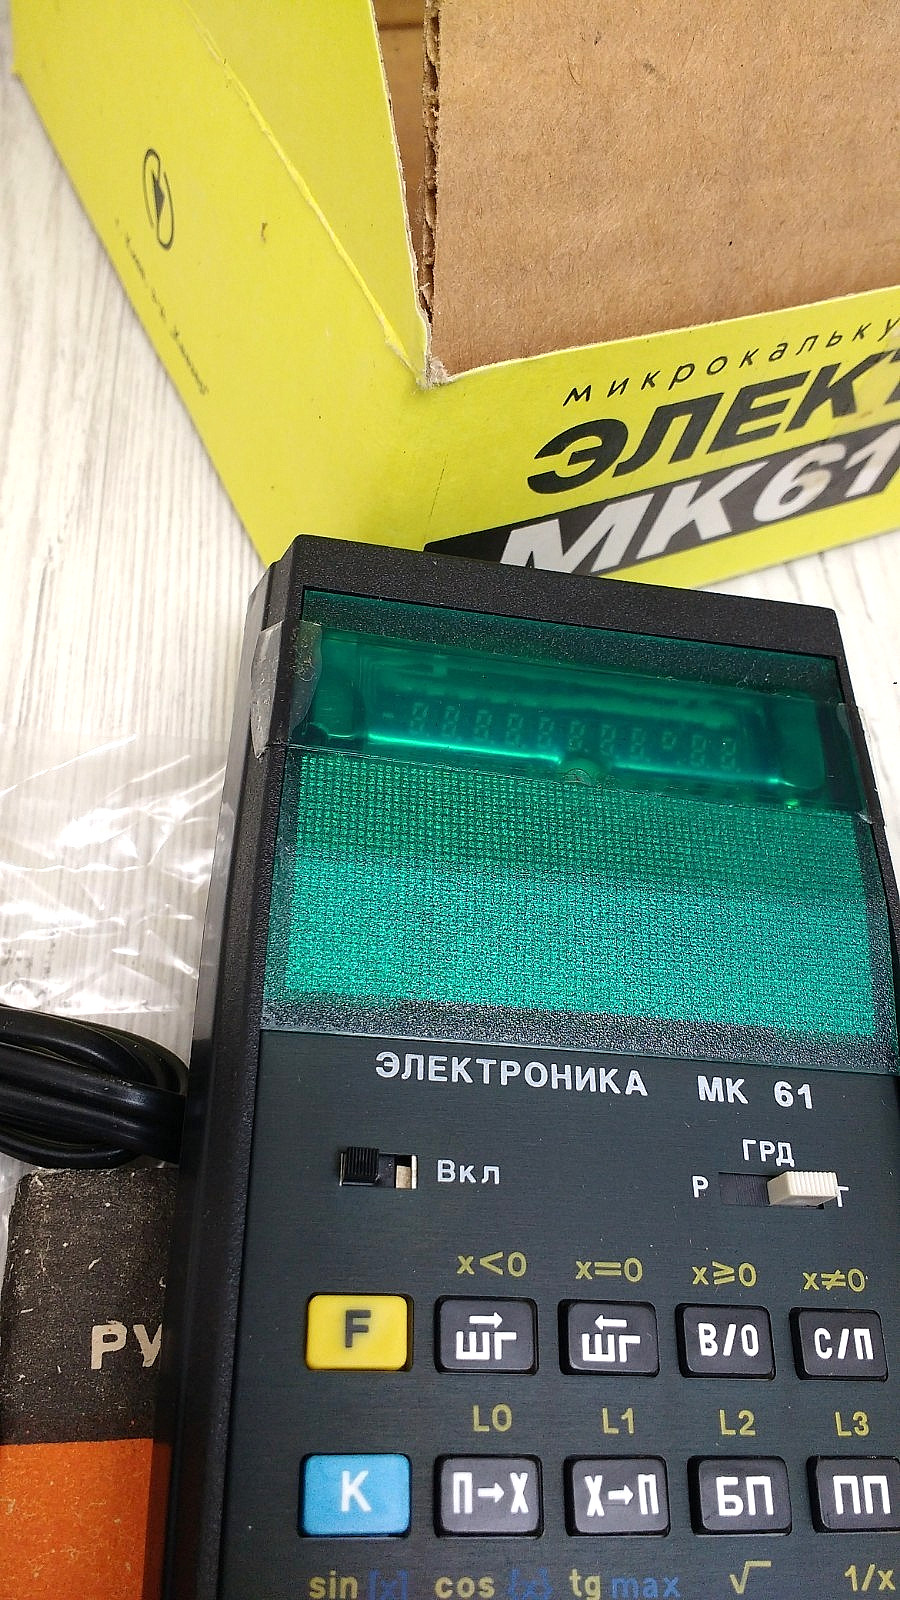 микрокальку
ЭЛЕКТ
МК61
ЭЛЕКТРОНИКА МК 61
ГРД
Вкл Р Г
x<0 x=0 x≥0 x≠0
F ШГ ШГ В/О С/П
L0 L1 L2 L3
К П→X X→П БП ПП
РУ
sin [x] cos {x} tg max √ 1/x